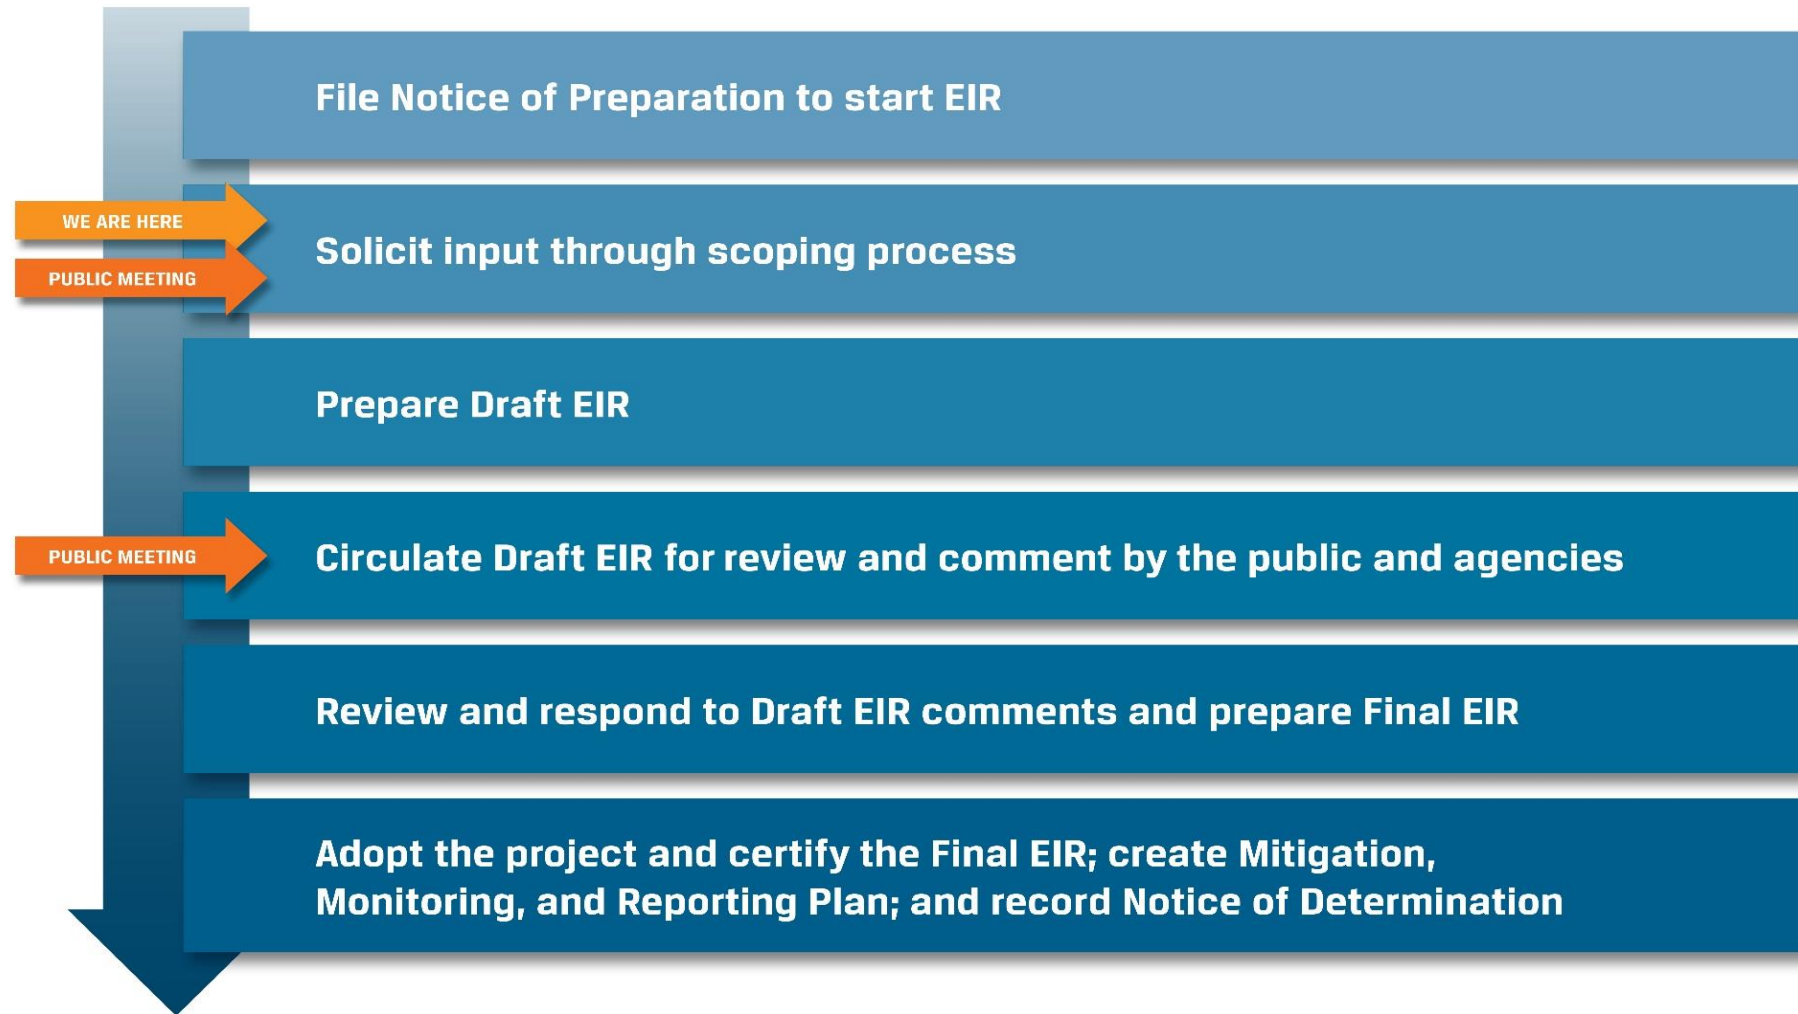 File Notice of Preparation to start EIR
WE ARE HERE
Solicit input through scoping process
PUBLIC MEETING
Prepare Draft EIR
PUBLIC MEETING
Circulate Draft EIR for review and comment by the public and agencies
Review and respond to Draft EIR comments and prepare Final EIR
Adopt the project and certify the Final EIR; create Mitigation,
Monitoring, and Reporting Plan; and record Notice of Determination